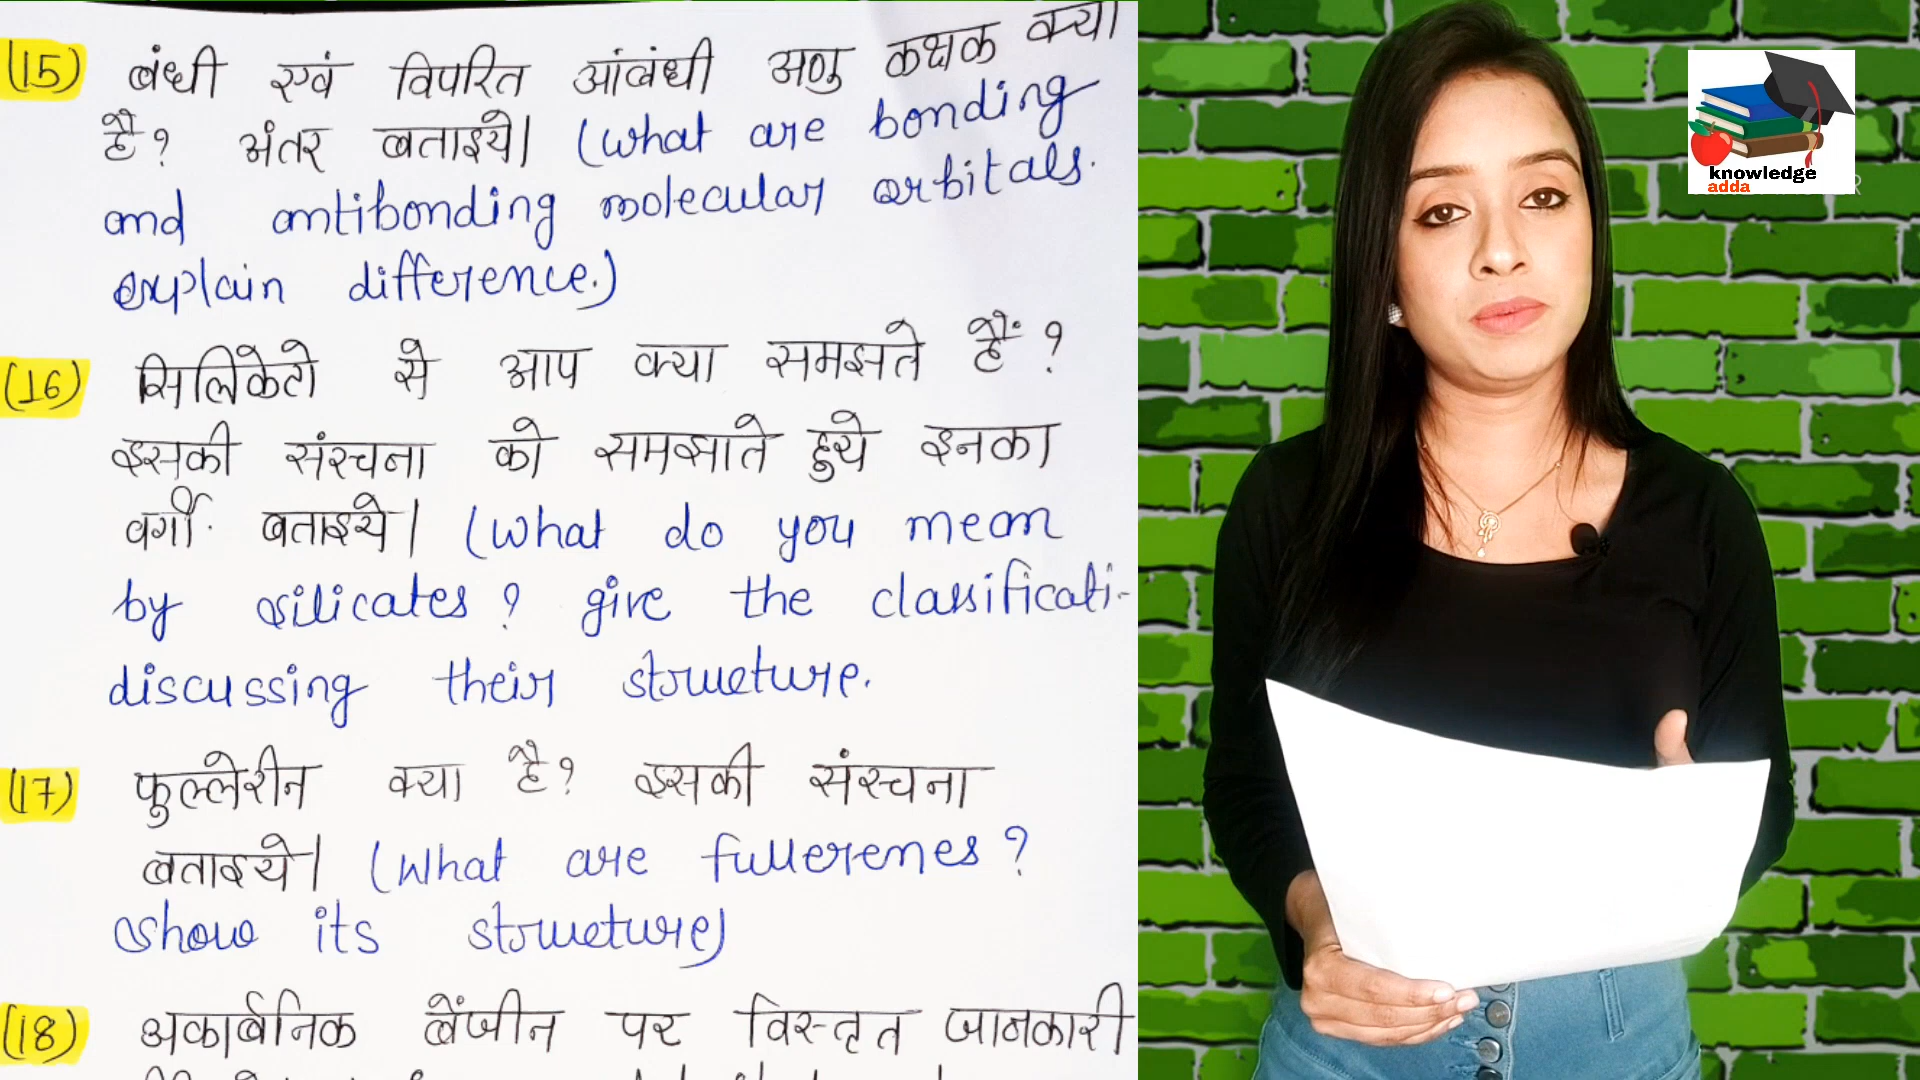 (15) बंधी एवं विपरित आंबंधी अणु कक्षक क्या
है? अंतर बताइये। (what are bonding
and antibonding molecular orbitals.
explain difference.)
(16) सिलिकेटो से आप क्या समझते हैं?
इसकी संरचना को समझाते हुये इनका
वर्गी. बताइये। (What do you mean
by silicates? give the classificati-
discussing their structure.
(17) फुल्लेरीन क्या है? इसकी संरचना
बताइये। (What are fullerenes?
show its structure)
(18) अकार्बनिक बेंजीन पर विस्तृत जानकारी
knowledge
adda